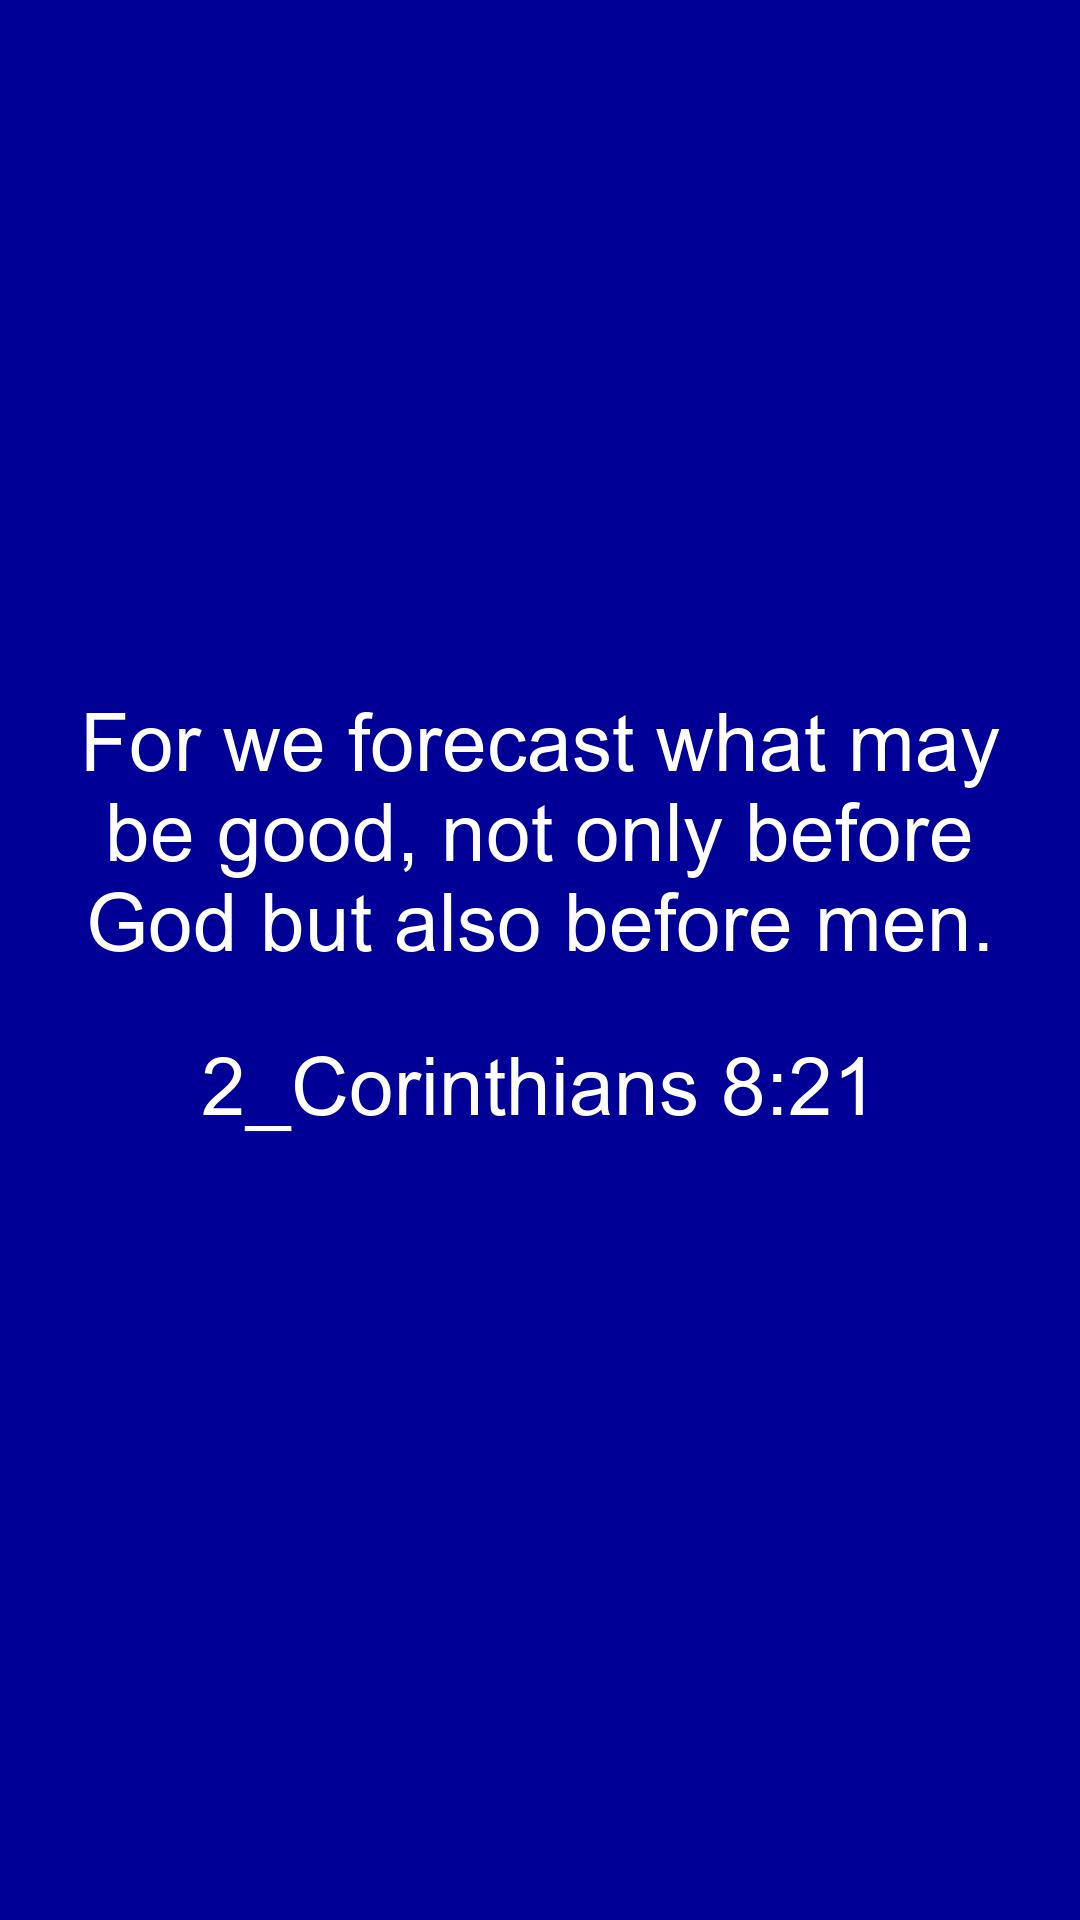 For we forecast what may
be good, not only before
God but also before men.
2_Corinthians 8:21